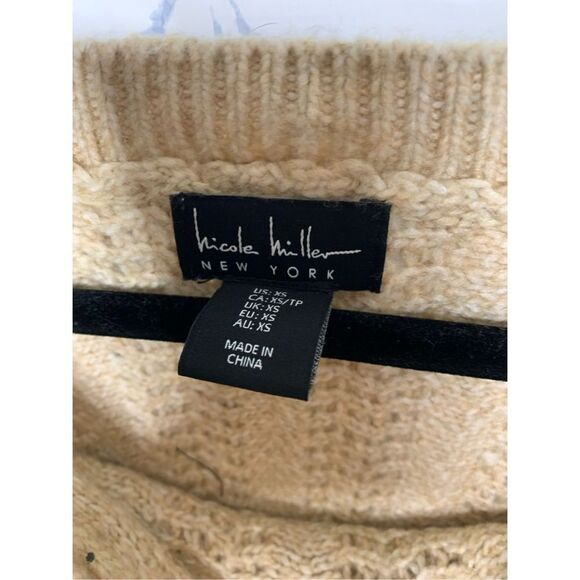 Nicole Miller
NEW YORK
US: XS
CA: XS/TP
UK: XS
EU: XS
AU: XS
MADE IN
CHINA